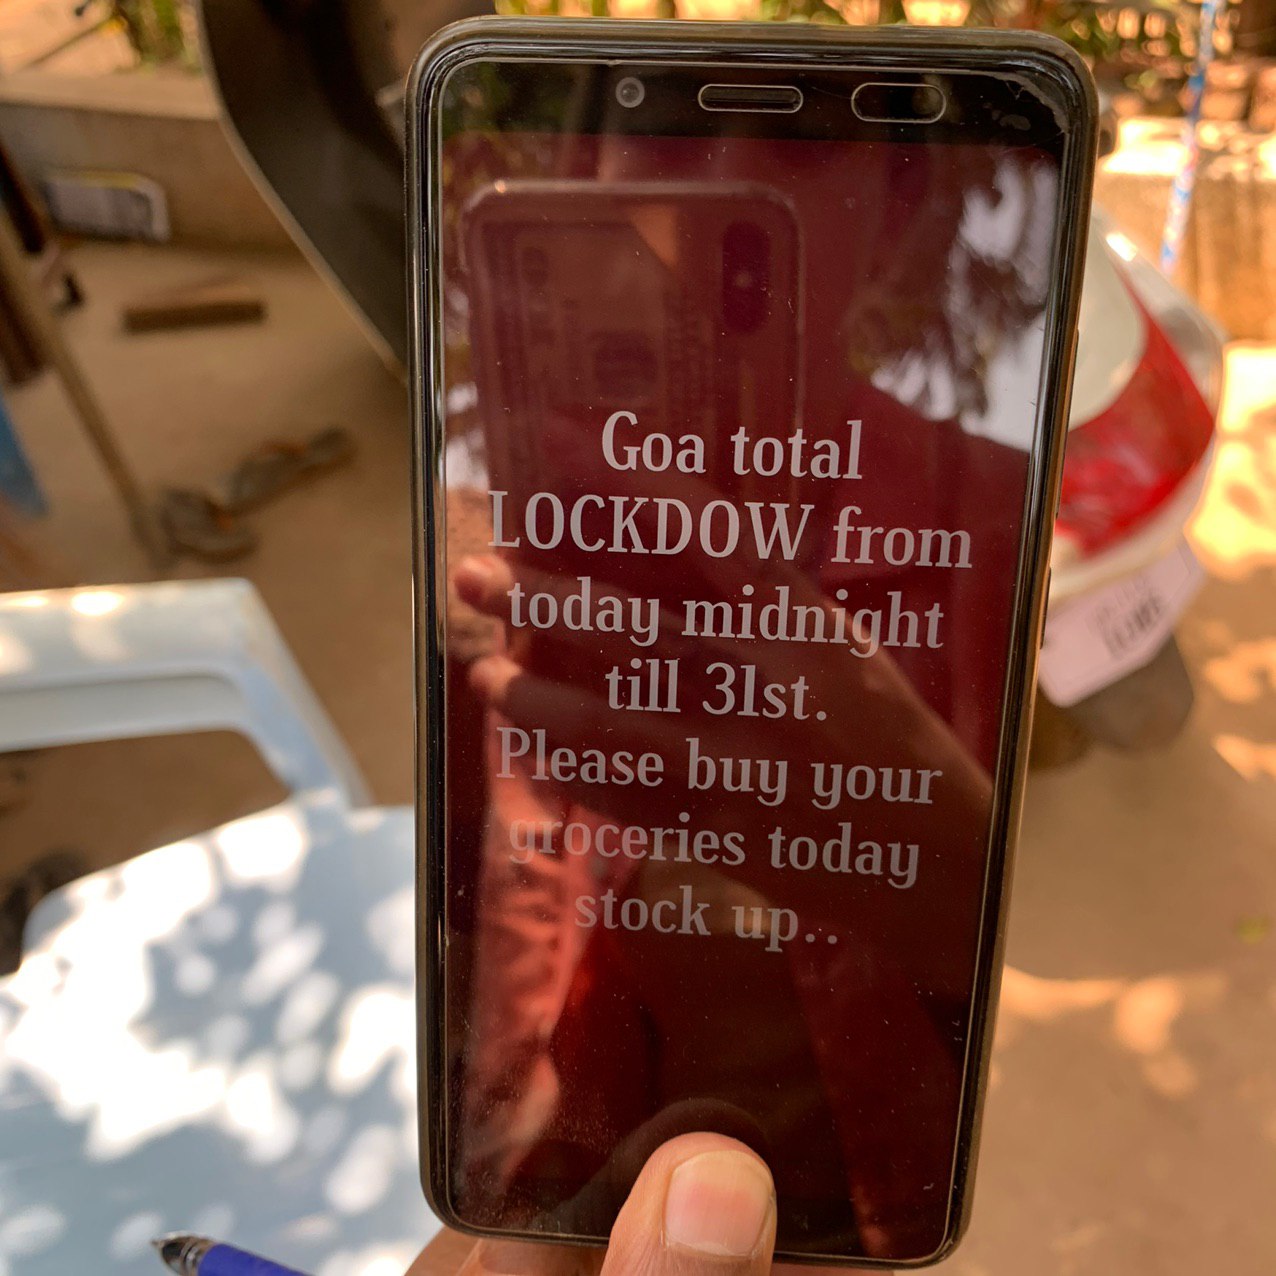 Goa total
LOCKDOW from
today midnight
till 31st.
Please buy your
groceries today
stock up..